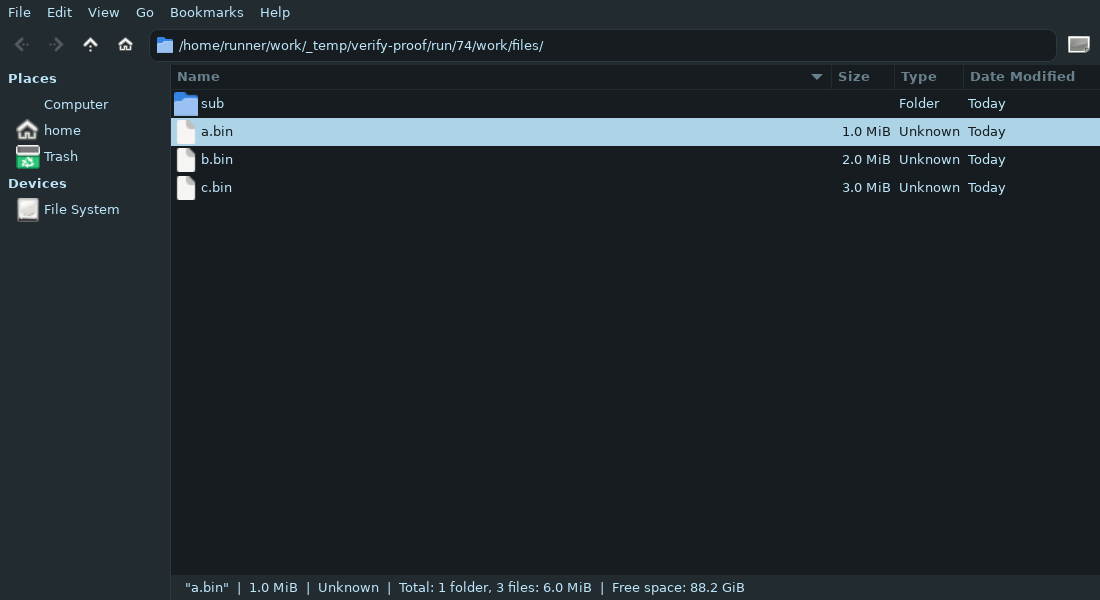 File Edit View Go Bookmarks Help
/home/runner/work/_temp/verify-proof/run/74/work/files/
Places
Computer
home
Trash
Devices
File System
Name Size Type Date Modified
sub Folder Today
a.bin 1.0 MiB Unknown Today
b.bin 2.0 MiB Unknown Today
c.bin 3.0 MiB Unknown Today
"a.bin" | 1.0 MiB | Unknown | Total: 1 folder, 3 files: 6.0 MiB | Free space: 88.2 GiB